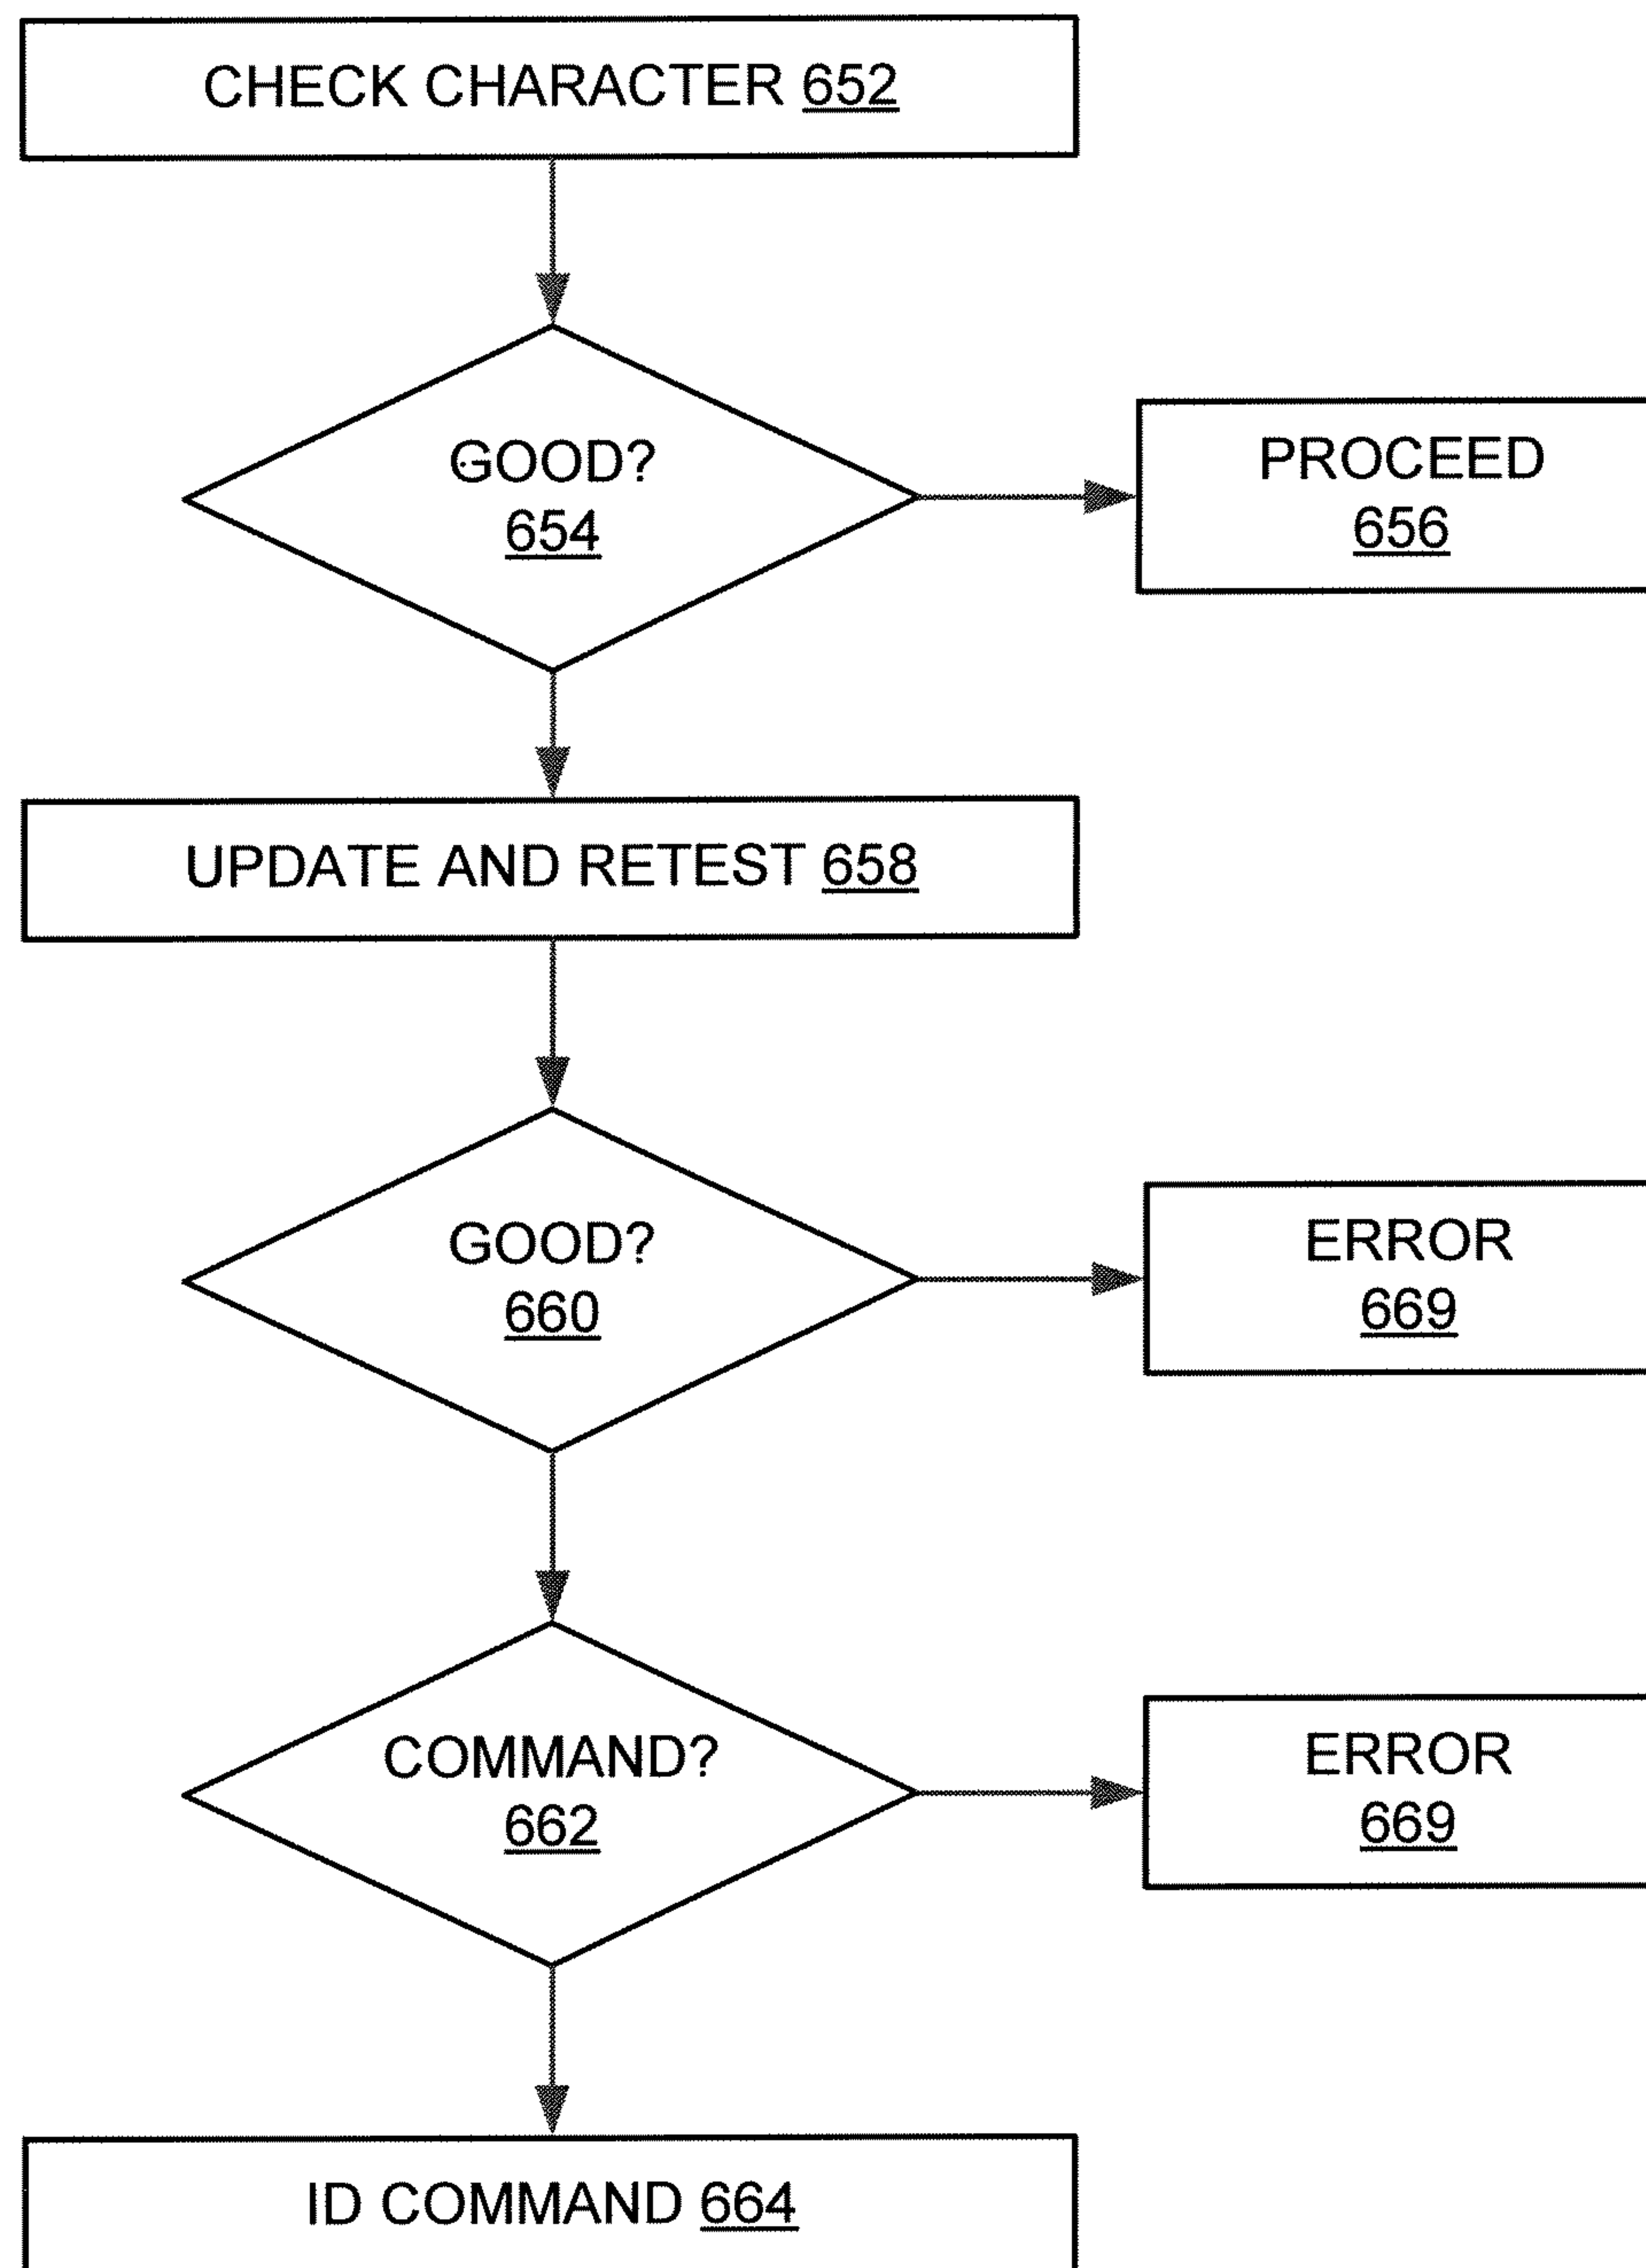 CHECK CHARACTER 652
GOOD?
654
PROCEED
656
UPDATE AND RETEST 658
GOOD?
660
ERROR
669
COMMAND?
662
ERROR
669
ID COMMAND 664